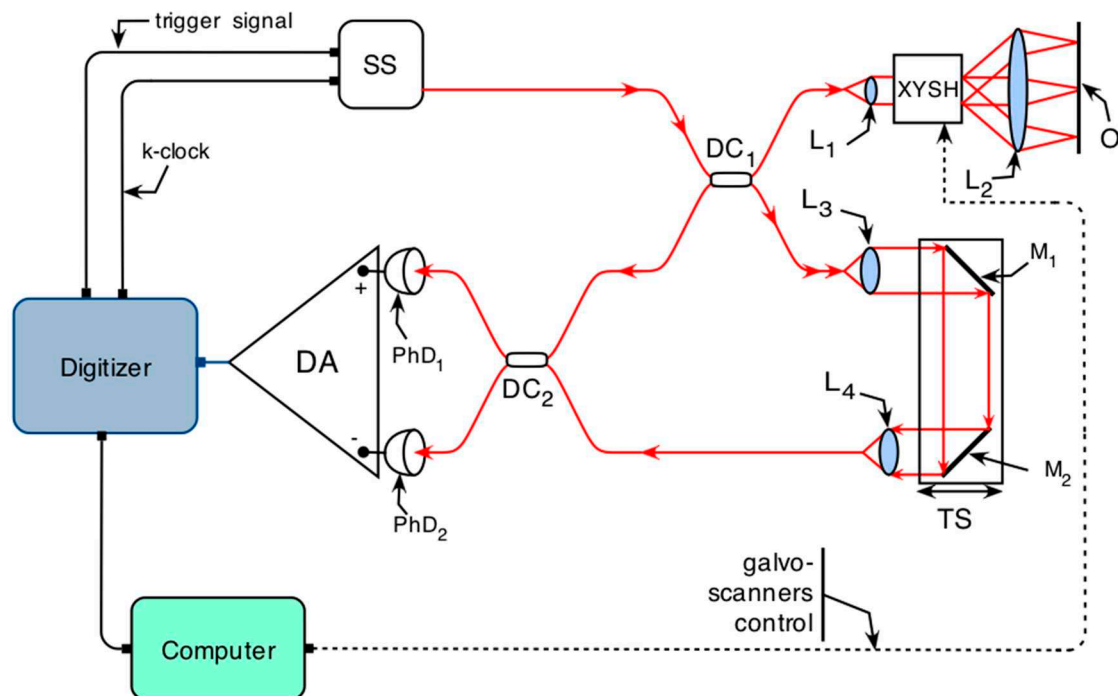 trigger signal
SS
XYSH
L1
L2
O
k-clock
DC1
L3
M1
+
PhD1
DA
Digitizer
DC2
L4
-
PhD2
M2
TS
galvo-
scanners
control
Computer